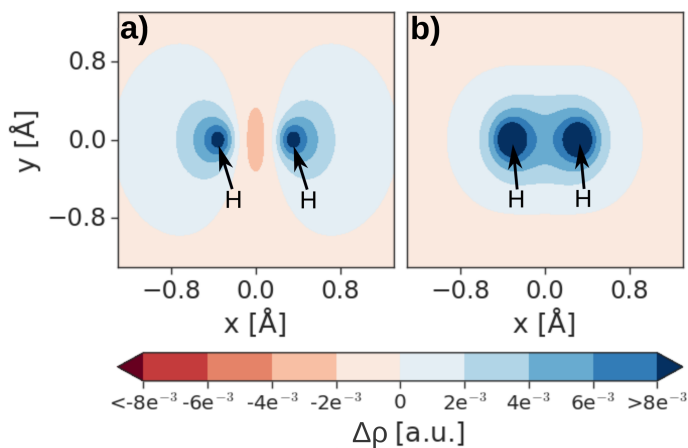 a) b)
y [Å]
0.8
0.0
−0.8
H H H H
−0.8 0.0 0.8 −0.8 0.0 0.8
x [Å] x [Å]
<-8e⁻³ -6e⁻³ -4e⁻³ -2e⁻³ 0 2e⁻³ 4e⁻³ 6e⁻³ >8e⁻³
Δρ [a.u.]